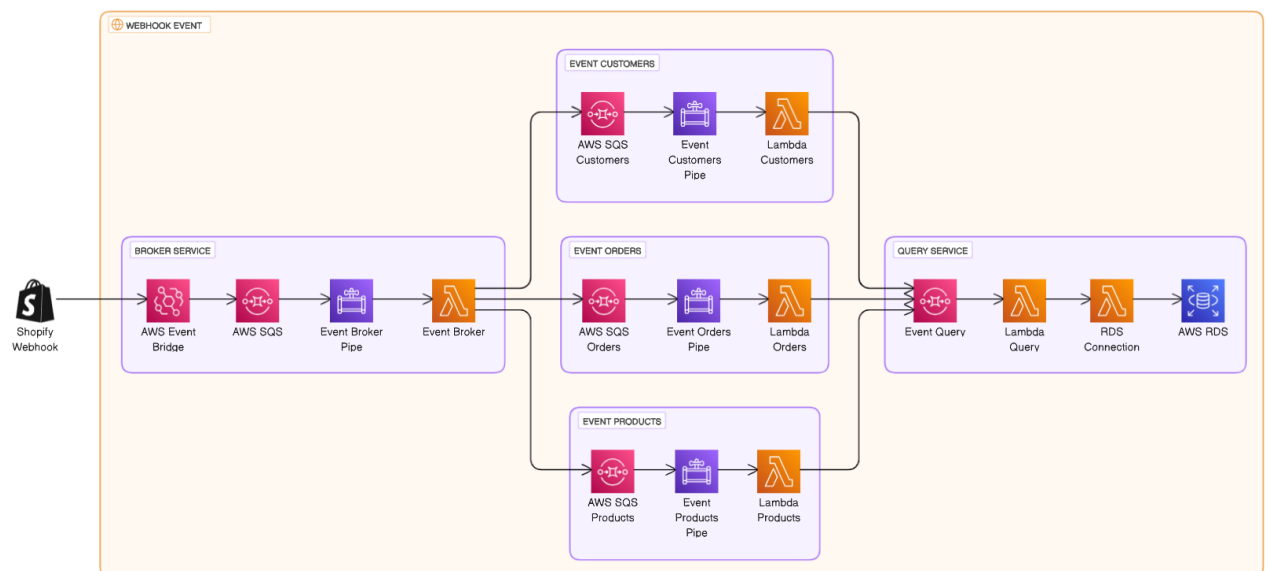 WEBHOOK EVENT
EVENT CUSTOMERS
AWS SQS
Customers
Event
Customers
Pipe
Lambda
Customers
BROKER SERVICE
Shopify
Webhook
AWS Event
Bridge
AWS SQS
Event Broker
Pipe
Event Broker
EVENT ORDERS
AWS SQS
Orders
Event Orders
Pipe
Lambda
Orders
QUERY SERVICE
Event Query
Lambda
Query
RDS
Connection
AWS RDS
EVENT PRODUCTS
AWS SQS
Products
Event
Products
Pipe
Lambda
Products